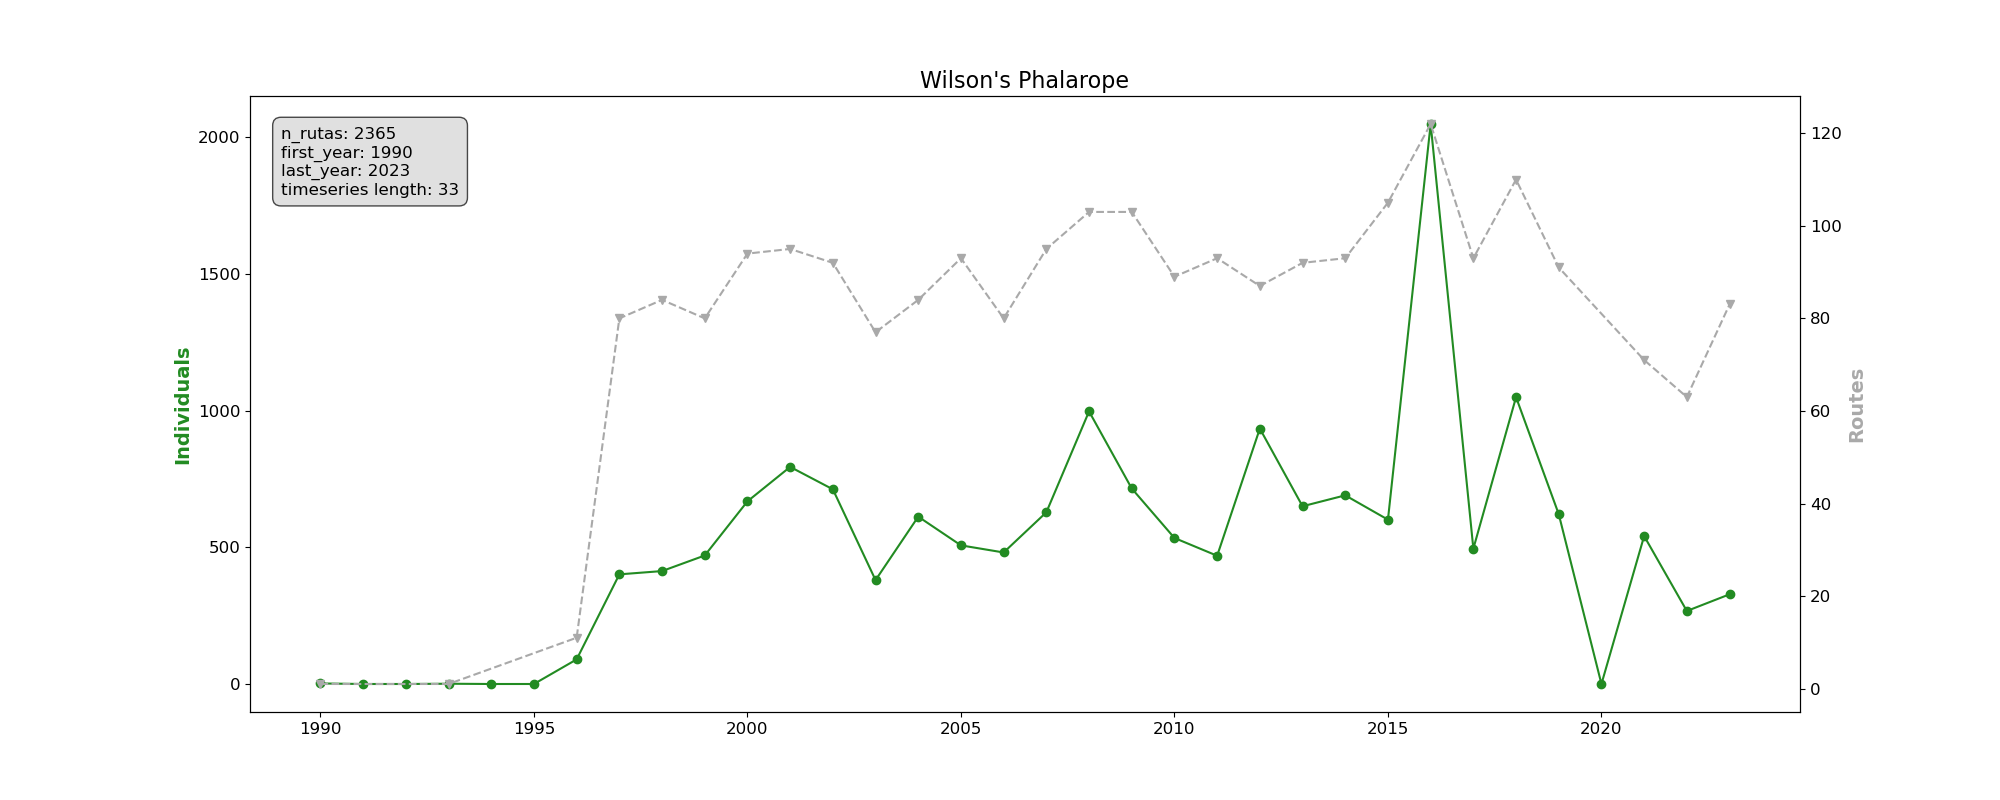 Wilson's Phalarope
n_rutas: 2365
first_year: 1990
last_year: 2023
timeseries length: 33
Individuals
2000
1500
1000
500
0
Routes
120
100
80
60
40
20
0
1990 1995 2000 2005 2010 2015 2020